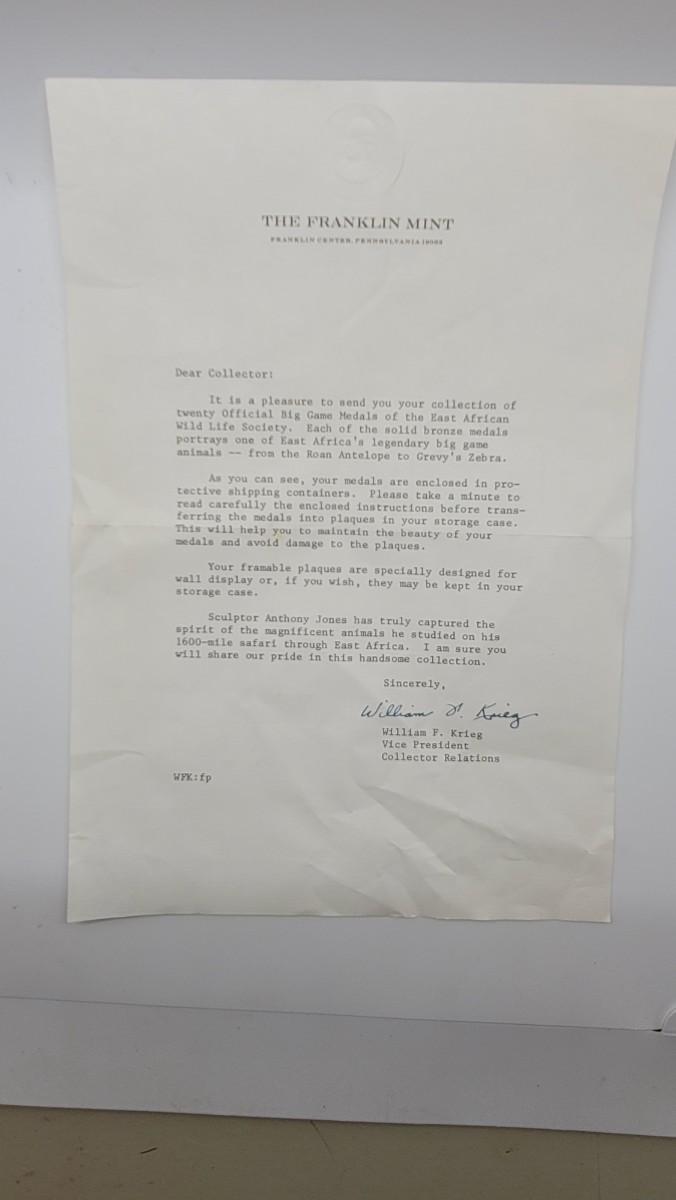 THE FRANKLIN MINT
FRANKLIN CENTER, PENNSYLVANIA 19063
Dear Collector:
It is a pleasure to send you your collection of
twenty Official Big Game Medals of the East African
Wild Life Society. Each of the solid bronze medals
portrays one of East Africa's legendary big game
animals -- from the Roan Antelope to Grevy's Zebra.
As you can see, your medals are enclosed in pro-
tective shipping containers. Please take a minute to
read carefully the enclosed instructions before trans-
ferring the medals into plaques in your storage case.
This will help you to maintain the beauty of your
medals and avoid damage to the plaques.
Your framable plaques are specially designed for
wall display or, if you wish, they may be kept in your
storage case.
Sculptor Anthony Jones has truly captured the
spirit of the magnificent animals he studied on his
1600-mile safari through East Africa. I am sure you
will share our pride in this handsome collection.
Sincerely,
William F. Krieg
William F. Krieg
Vice President
Collector Relations
WFK:fp